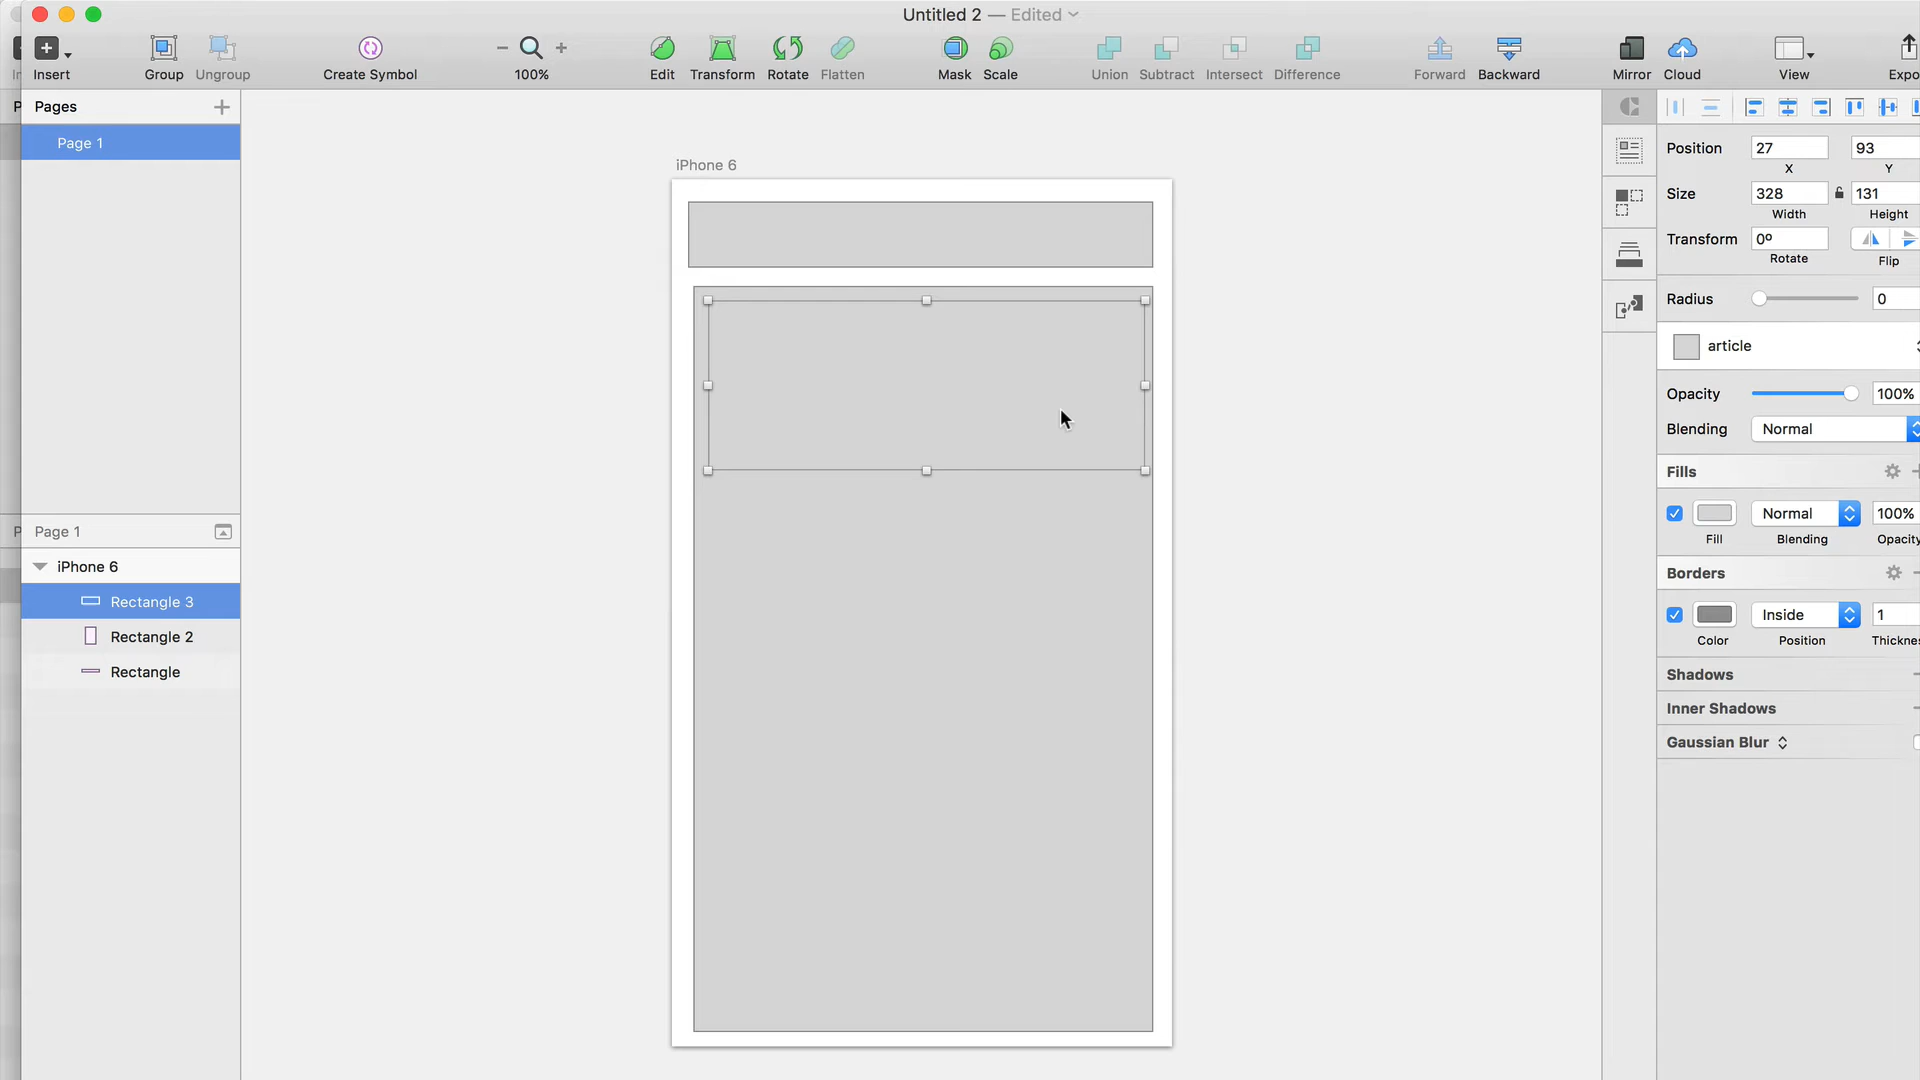 Untitled 2 — Edited
Insert
Group
Ungroup
Create Symbol
100%
Edit
Transform
Rotate
Flatten
Mask
Scale
Union
Subtract
Intersect
Difference
Forward
Backward
Mirror
Cloud
View
Expo
Pages
Page 1
Page 1
iPhone 6
Rectangle 3
Rectangle 2
Rectangle
iPhone 6
Position 27 93
X Y
Size 328 131
Width Height
Transform 0º
Rotate Flip
Radius 0
article
Opacity 100%
Blending Normal
Fills
Normal 100%
Fill Blending Opacity
Borders
Inside 1
Color Position Thicknes
Shadows
Inner Shadows
Gaussian Blur